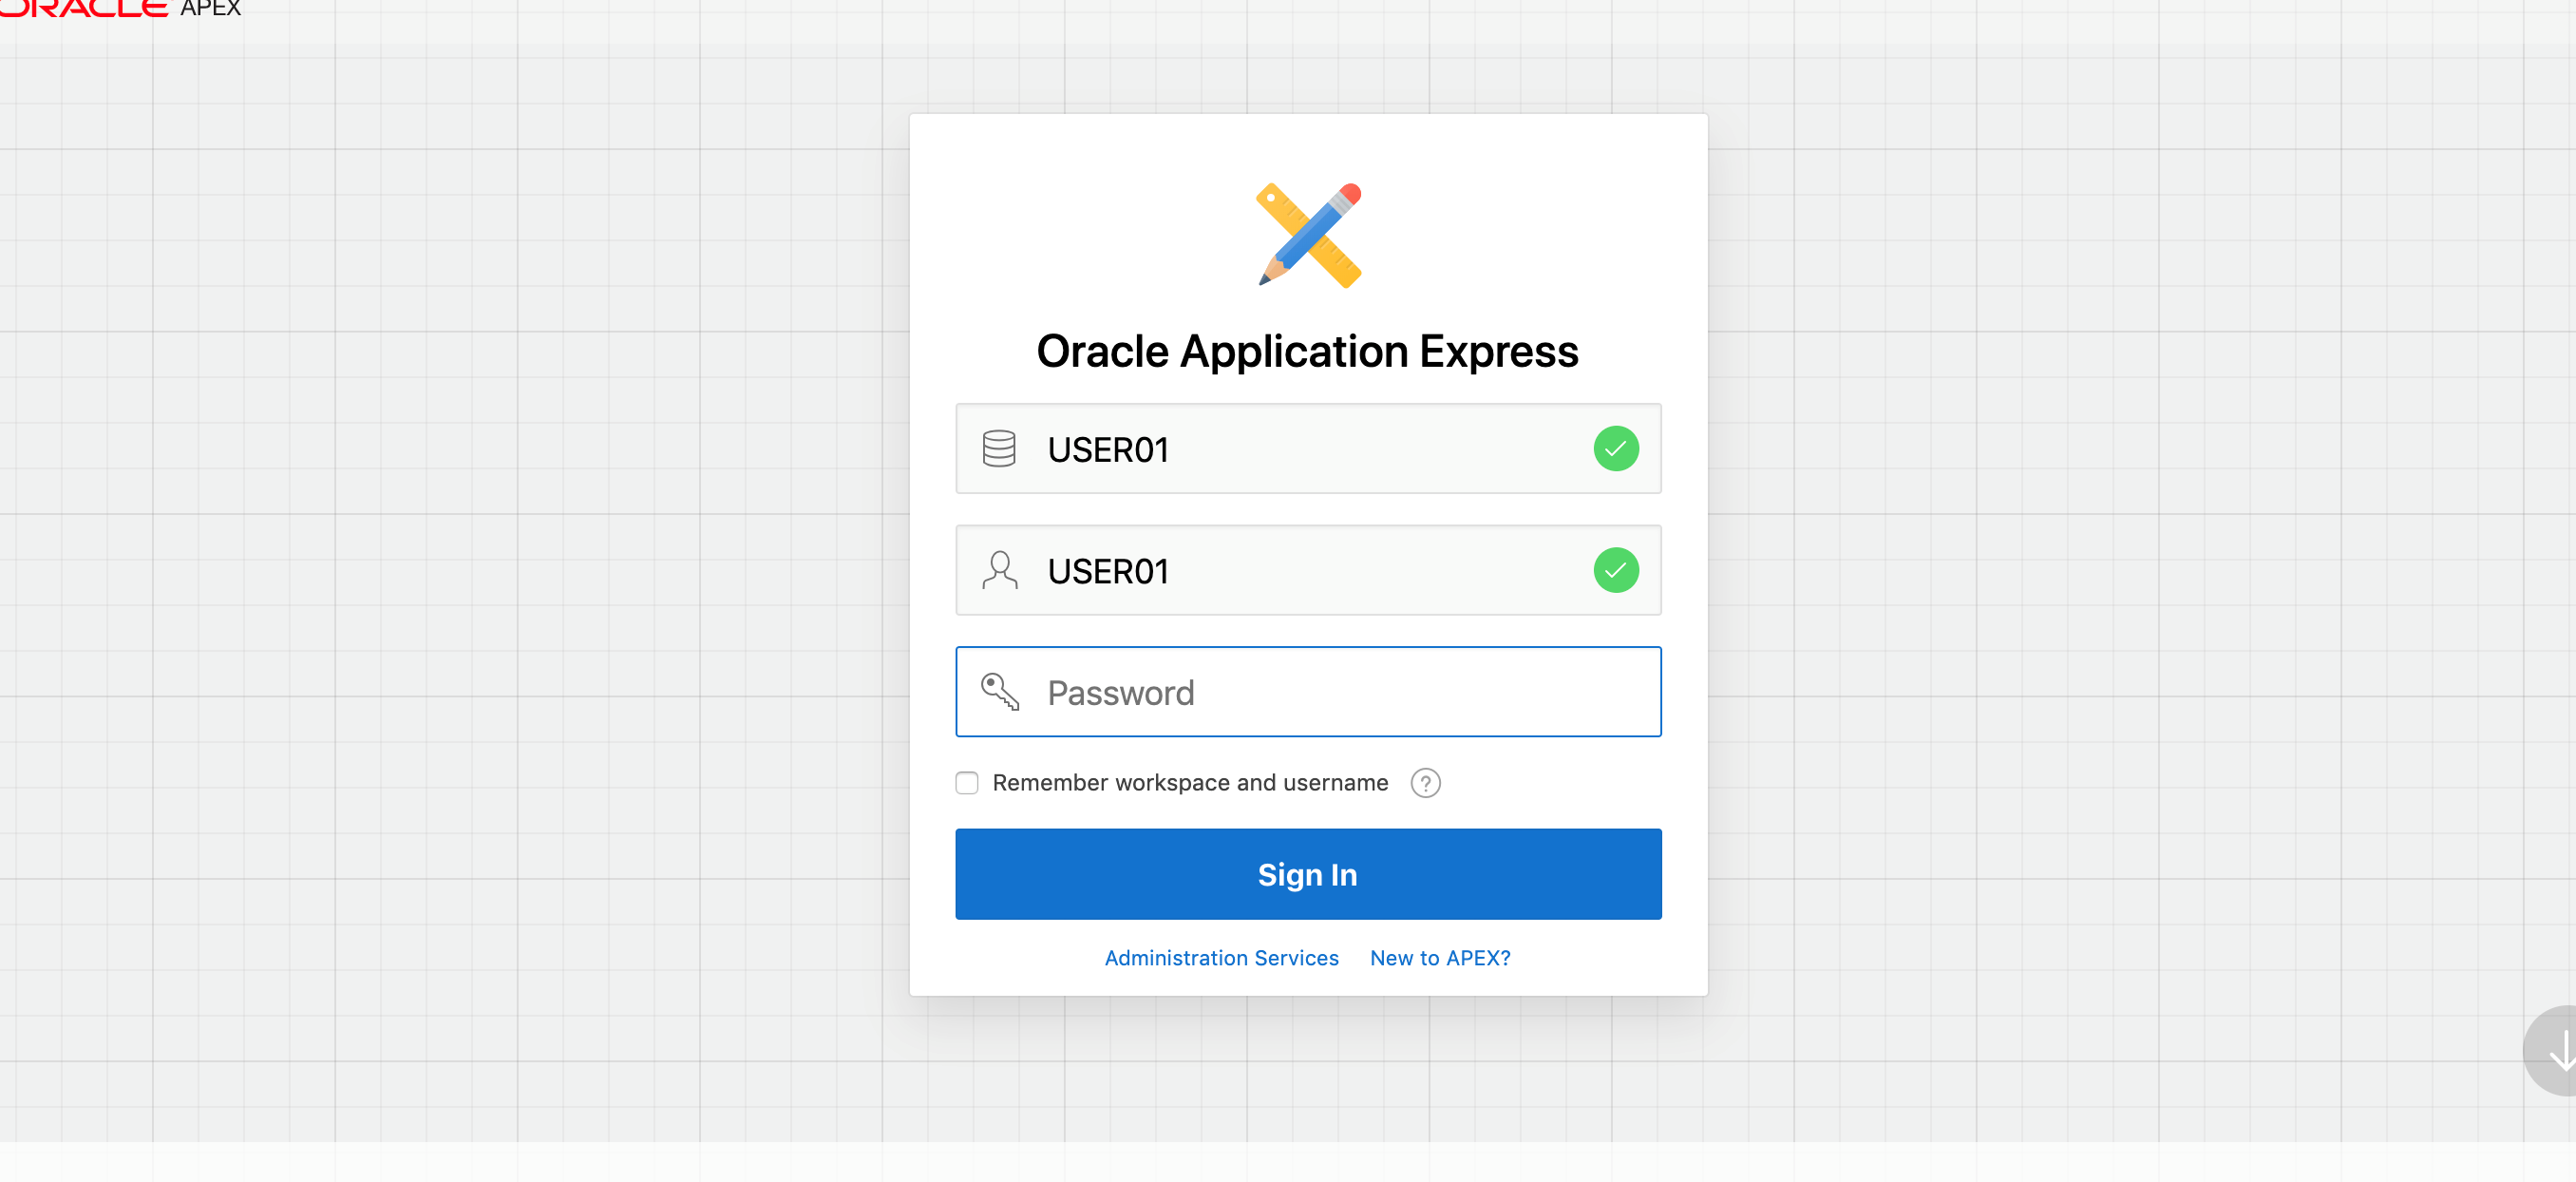 ORACLE APEX
Oracle Application Express
USER01
USER01
Password
Remember workspace and username ?
Sign In
Administration Services New to APEX?